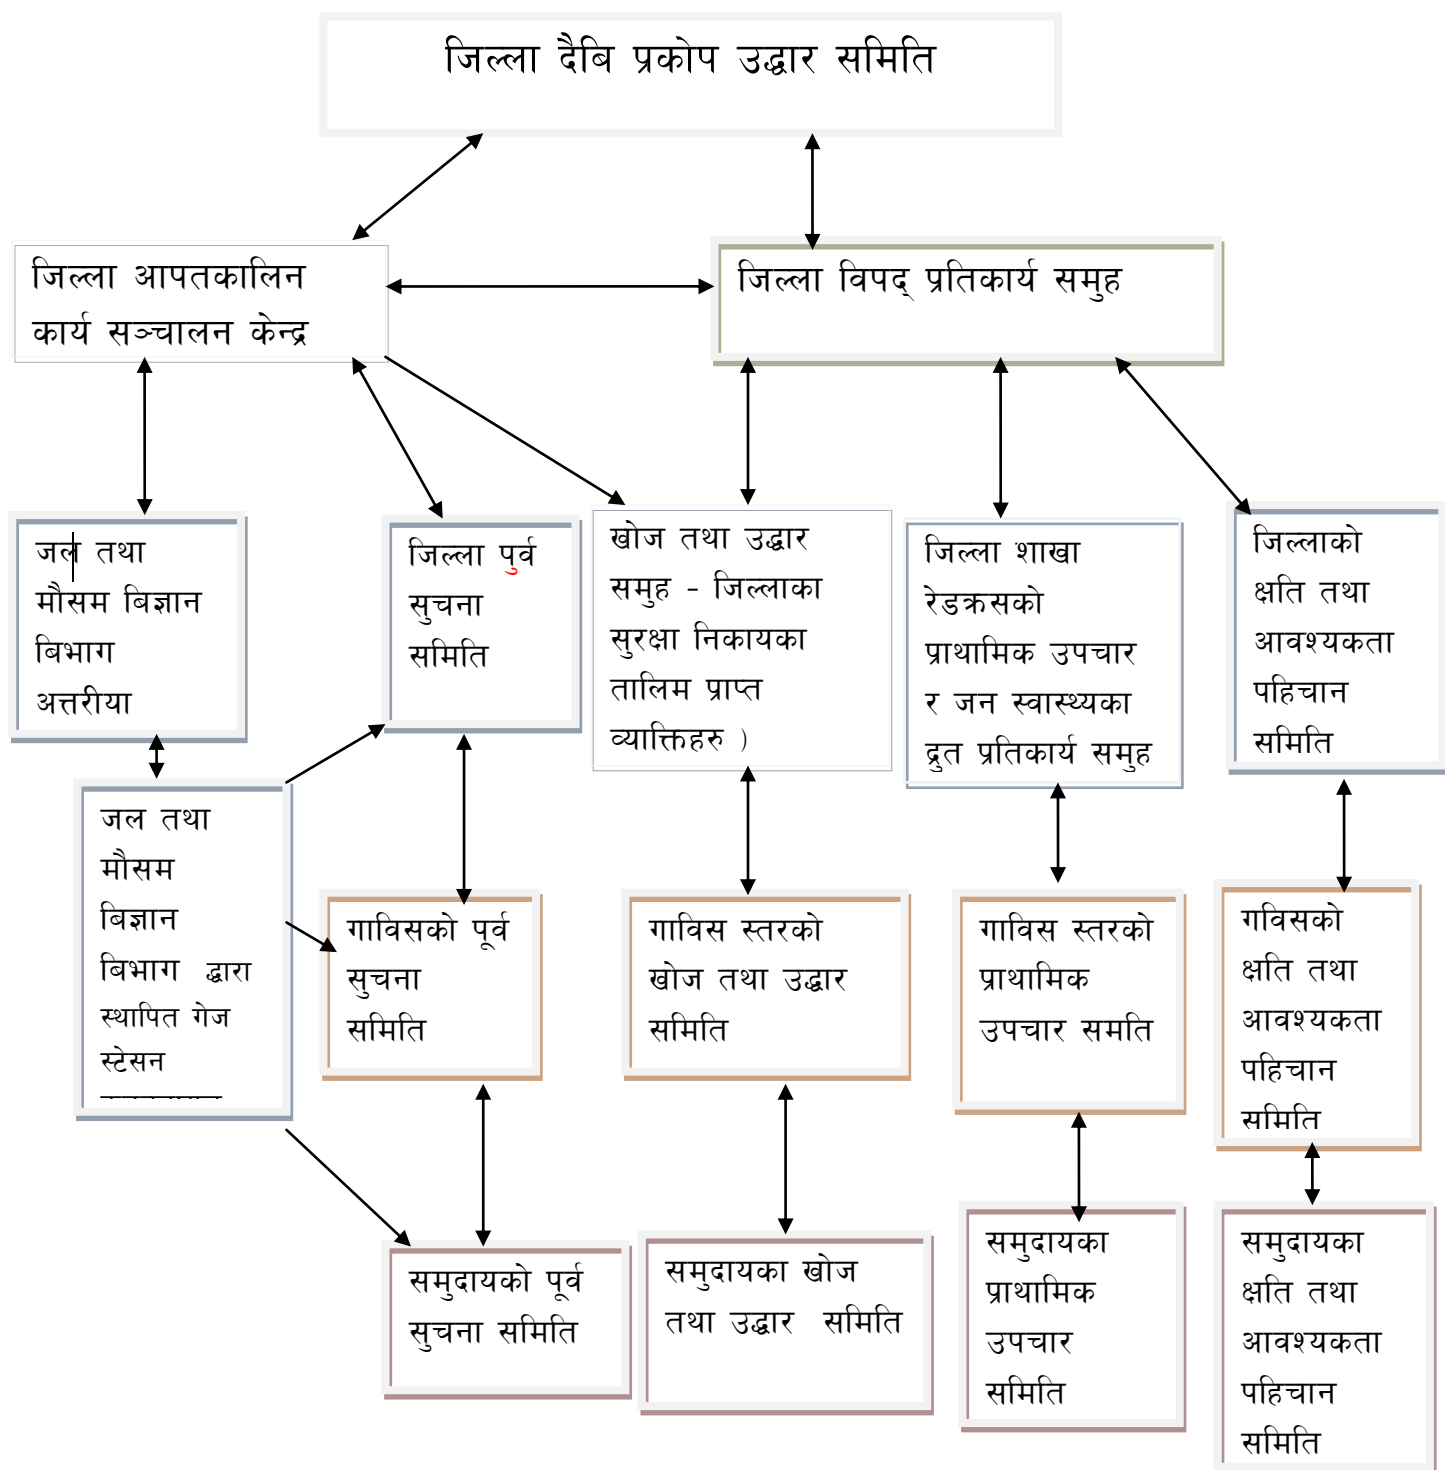 जिल्ला दैबि प्रकोप उद्धार समिति
जिल्ला आपतकालिन
कार्य सञ्चालन केन्द्र
जिल्ला विपद् प्रतिकार्य समुह
जल तथा
मौसम बिज्ञान
बिभाग
अत्तरीया
जिल्ला पुर्व
सुचना
समिति
खोज तथा उद्धार
समुह - जिल्लाका
सुरक्षा निकायका
तालिम प्राप्त
व्याक्तिहरु )
जिल्ला शाखा
रेडक्रसको
प्राथामिक उपचार
र जन स्वास्थ्यका
द्रुत प्रतिकार्य समुह
जिल्लाको
क्षति तथा
आवश्यकता
पहिचान
समिति
जल तथा
मौसम
बिज्ञान
बिभाग द्धारा
स्थापित गेज
स्टेसन
गाविसको पूर्व
सुचना
समिति
गाविस स्तरको
खोज तथा उद्धार
समिति
गाविस स्तरको
प्राथामिक
उपचार समति
गविसको
क्षति तथा
आवश्यकता
पहिचान
समिति
समुदायको पूर्व
सुचना समिति
समुदायका खोज
तथा उद्धार समिति
समुदायका
प्राथामिक
उपचार
समिति
समुदायका
क्षति तथा
आवश्यकता
पहिचान
समिति